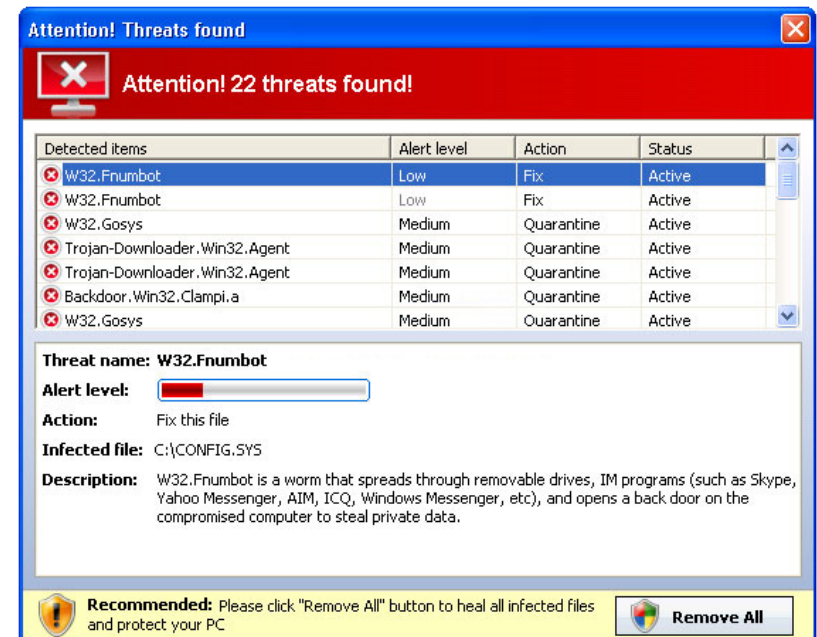 Attention! Threats found
Attention! 22 threats found!
Detected items Alert level Action Status
W32.Fnumbot Low Fix Active
W32.Fnumbot Low Fix Active
W32.Gosys Medium Quarantine Active
Trojan-Downloader.Win32.Agent Medium Quarantine Active
Trojan-Downloader.Win32.Agent Medium Quarantine Active
Backdoor.Win32.Clampi.a Medium Quarantine Active
W32.Gosys Medium Quarantine Active
Threat name: W32.Fnumbot
Alert level:
Action: Fix this file
Infected file: C:\CONFIG.SYS
Description: W32.Fnumbot is a worm that spreads through removable drives, IM programs (such as Skype,
Yahoo Messenger, AIM, ICQ, Windows Messenger, etc), and opens a back door on the
compromised computer to steal private data.
Recommended: Please click "Remove All" button to heal all infected files
and protect your PC
Remove All